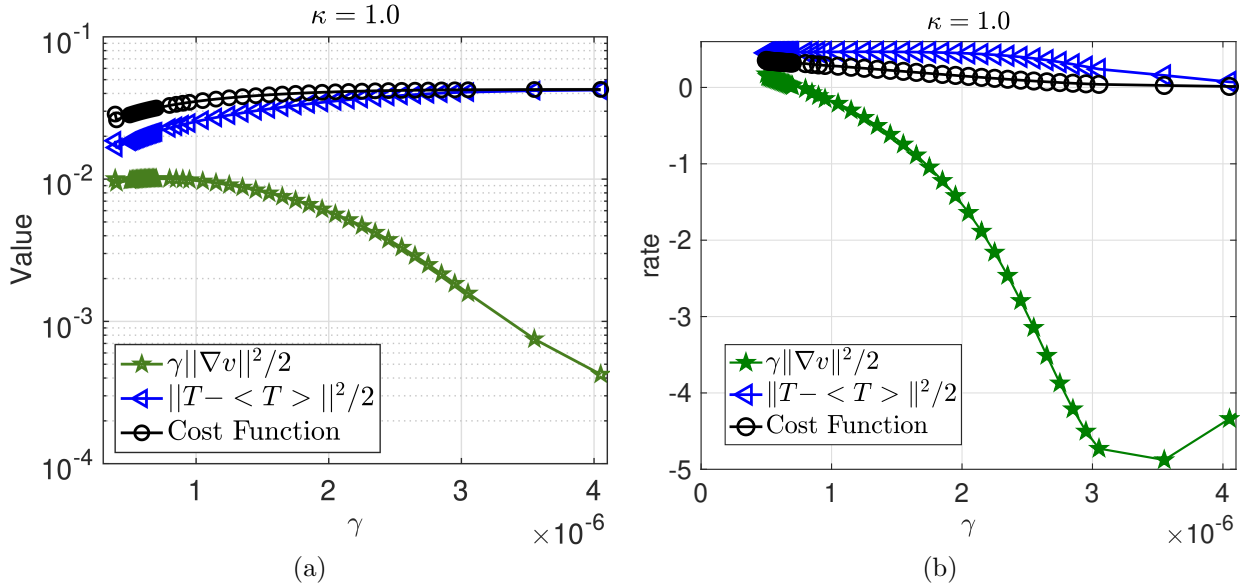 κ = 1.0
10^-1
10^-2
10^-3
10^-4
Value
γ||∇v||²/2
||T− < T > ||²/2
Cost Function
1
2
3
4
γ
×10^-6
(a)
κ = 1.0
0
-1
-2
-3
-4
-5
rate
γ‖∇v‖²/2
‖T− < T > ‖²/2
Cost Function
0
1
2
3
4
γ
×10^-6
(b)